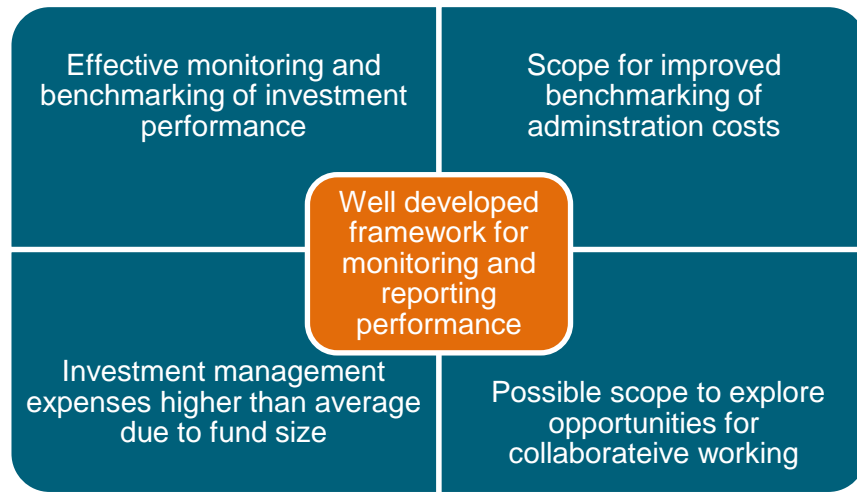 Effective monitoring and
benchmarking of investment
performance
Scope for improved
benchmarking of
adminstration costs
Well developed
framework for
monitoring and
reporting
performance
Investment management
expenses higher than average
due to fund size
Possible scope to explore
opportunities for
collaborateive working